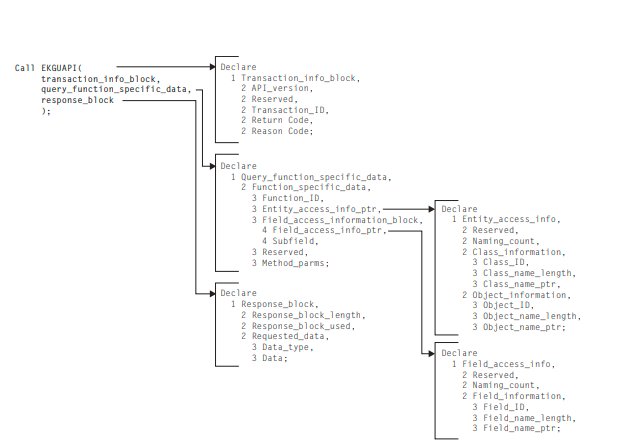 Call EKGUAPI(
transaction_info_block,
query_function_specific_data,
response_block
);
Declare
1 Transaction_info_block,
2 API_version,
2 Reserved,
2 Transaction_ID,
2 Return Code,
2 Reason Code;
Declare
1 Query_function_specific_data,
2 Function_specific_data,
3 Function_ID,
3 Entity_access_info_ptr,
3 Field_access_information_block,
4 Field_access_info_ptr,
4 Subfield,
3 Reserved,
3 Method_parms;
Declare
1 Response_block,
2 Response_block_length,
2 Response_block_used,
2 Requested_data,
3 Data_type,
3 Data;
Declare
1 Entity_access_info,
2 Reserved,
2 Naming_count,
2 Class_information,
3 Class_ID,
3 Class_name_length,
3 Class_name_ptr,
2 Object_information,
3 Object_ID,
3 Object_name_length,
3 Object_name_ptr;
Declare
1 Field_access_info,
2 Reserved,
2 Naming_count,
2 Field_information,
3 Field_ID,
3 Field_name_length,
3 Field_name_ptr;